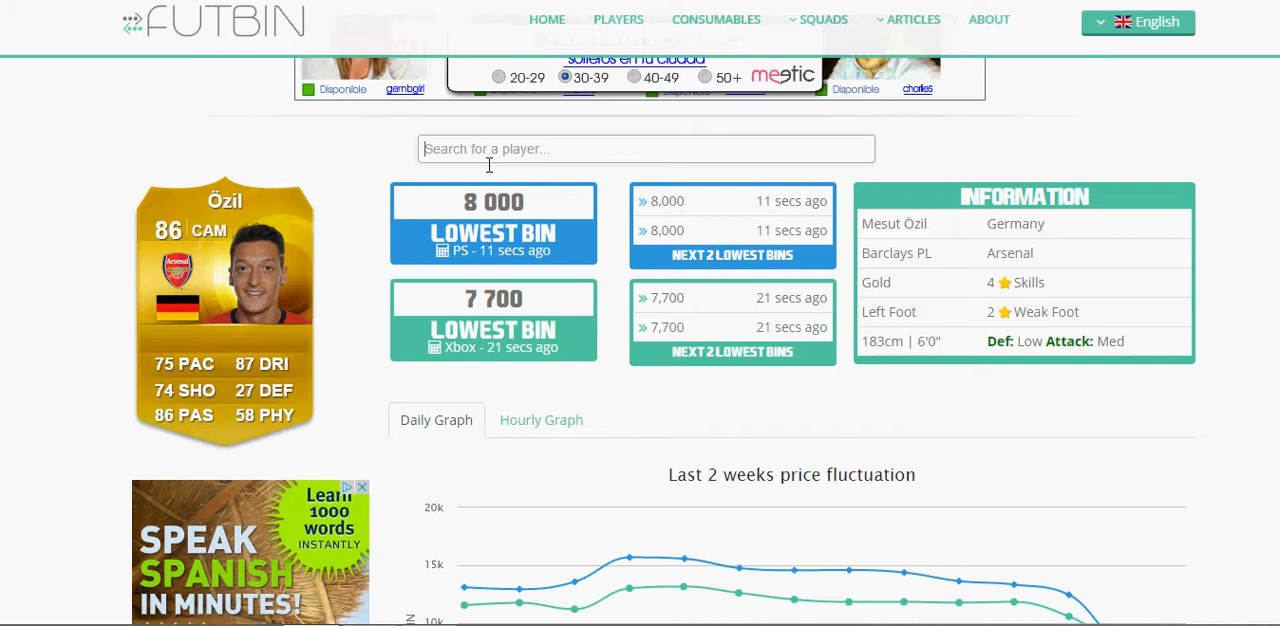 FUTBIN
HOME PLAYERS CONSUMABLES SQUADS ARTICLES ABOUT English
solteros en tu ciudad
20-29 30-39 40-49 50+ meetic
Disponible Disponible charles
Search for a player...
Özil
86 CAM
Arsenal
75 PAC 87 DRI
74 SHO 27 DEF
86 PAS 58 PHY
8 000
LOWEST BIN
PS - 11 secs ago
7 700
LOWEST BIN
Xbox - 21 secs ago
» 8,000 11 secs ago
» 8,000 11 secs ago
NEXT 2 LOWEST BINS
» 7,700 21 secs ago
» 7,700 21 secs ago
NEXT 2 LOWEST BINS
INFORMATION
Mesut Özil Germany
Barclays PL Arsenal
Gold 4 Skills
Left Foot 2 Weak Foot
183cm | 6'0" Def: Low Attack: Med
Daily Graph Hourly Graph
Last 2 weeks price fluctuation
20k
15k
10k
IN
Learn
1000
words
INSTANTLY
SPEAK
SPANISH
IN MINUTES!